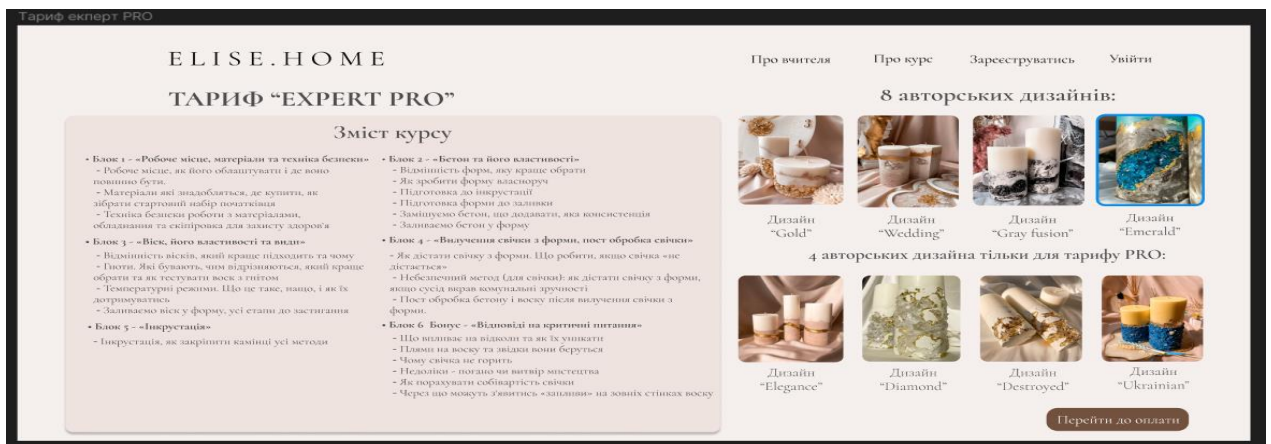 Тариф екперт PRO
ELISE.HOME
Про вчителя
Про курс
Зареєструватись
Увійти
ТАРИФ “EXPERT PRO”
Зміст курсу
• Блок 1 - «Робоче місце, матеріали та техніка безпеки»
- Робоче місце, як його облаштувати і де воно
повинно бути.
- Матеріали які знадобляться, де купити, як
зібрати стартовий набір початківця
- Техніка безпеки роботи з матеріалами,
обладнання та екіпіровка для захисту здоров'я
• Блок 3 - «Віск, його властивості та види»
- Відмінністьвісків, який краще підходить та чому
- Гноти. Які бувають, чим відрізняються, який краще
обрати та як тестувати воск з гнітом
- Температурні режими. Що це таке, нащо, і як їх
дотримуватись
- Заливаємо віск у форму, усі етапи до застигання
• Блок 5 - «Інкрустація»
- Інкрустація, як закріпити камінці усі методи
• Блок 2 - «Бетон та його властивості»
- Відмінність форм, яку краще обрати
- Як зробити форму власноруч
- Підготовка до інкрустації
- Підготовка форми до заливки
- Замішуємо бетон, що додавати, яка консистенція
- Заливаємо бетон у форму
• Блок 4 - «Вилучення свічки з форми, пост обробка свічки»
- Як дістати свічку з форми. Що робити, якщо свічка «не
дістається»
- Небезпечний метод (для свічки): як дістати свічку з форми,
якщо сусід вкрав комунальні зручності
- Пост обробка бетону і воску після вилучення свічки з
форми.
• Блок 6 Бонус - «Відповіді на критичні питання»
- Що впливає на відколи та як їх уникати
- Плями на воску та звідки вони беруться
- Чому свічка не горить
- Недоліки - погано чи витвір мистецтва
- Як порахувати собівартість свічки
- Через що можуть з'явитись «запливи» на зовніх стінках воску
8 авторських дизайнів:
Дизайн
“Gold”
Дизайн
“Wedding”
Дизайн
“Gray fusion”
Дизайн
“Emerald”
4 авторських дизайна тільки для тарифу PRO:
Дизайн
“Elegance”
Дизайн
“Diamond”
Дизайн
“Destroyed”
Дизайн
“Ukrainian”
Перейти до оплати